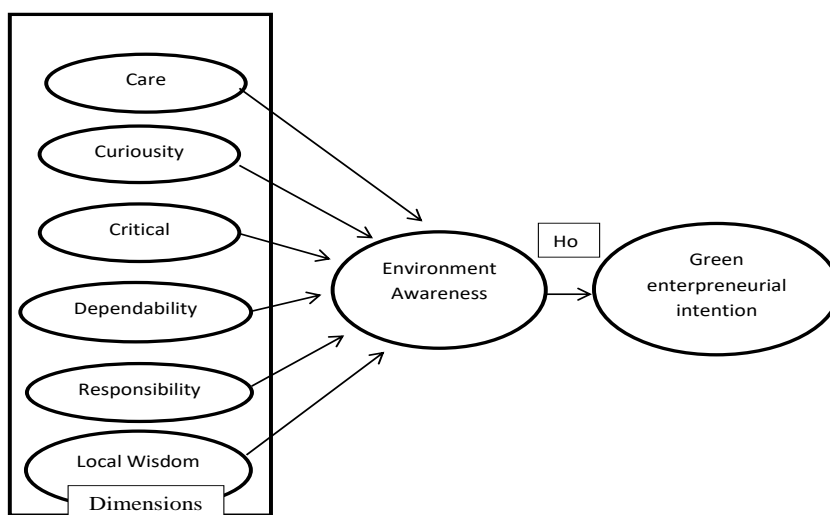 Care
Curiousity
Critical
Dependability
Responsibility
Local Wisdom
Dimensions
Environment
Awareness
Ho
Green
enterpreneurial
intention